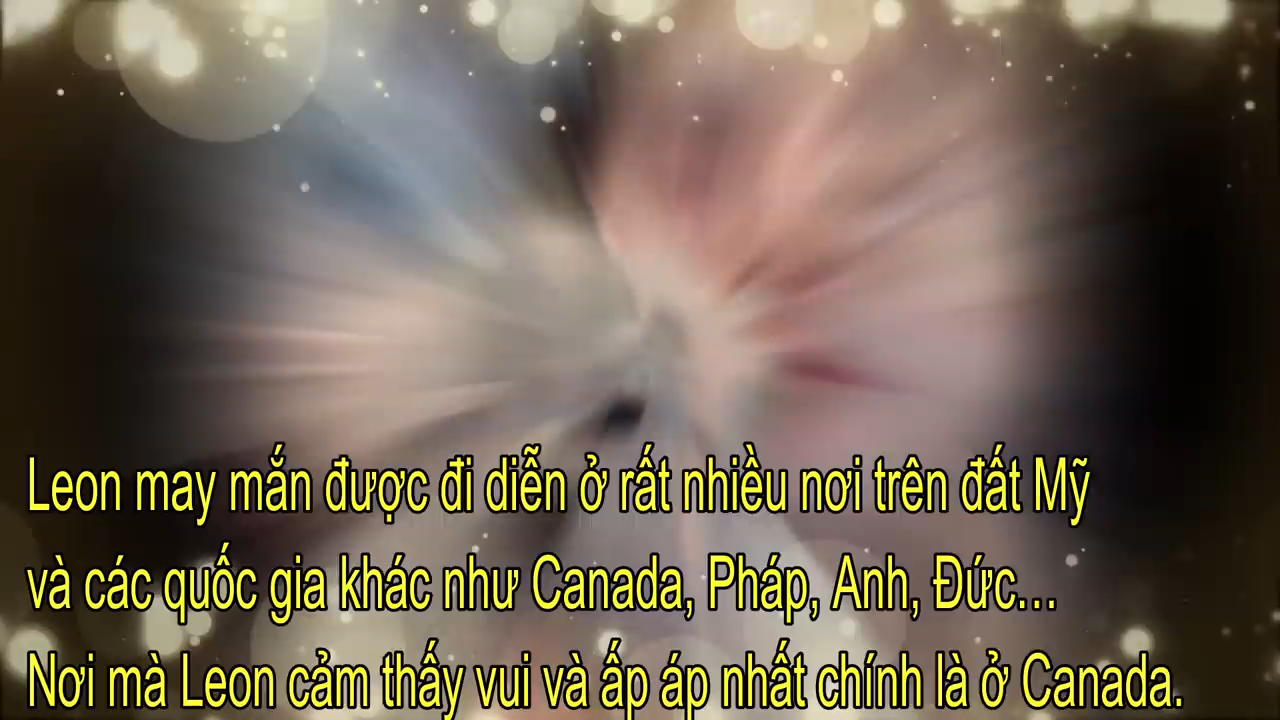 Leon may mắn được đi diễn ở rất nhiều nơi trên đất Mỹ
và các quốc gia khác như Canada, Pháp, Anh, Đức...
Nơi mà Leon cảm thấy vui và ấp áp nhất chính là ở Canada.